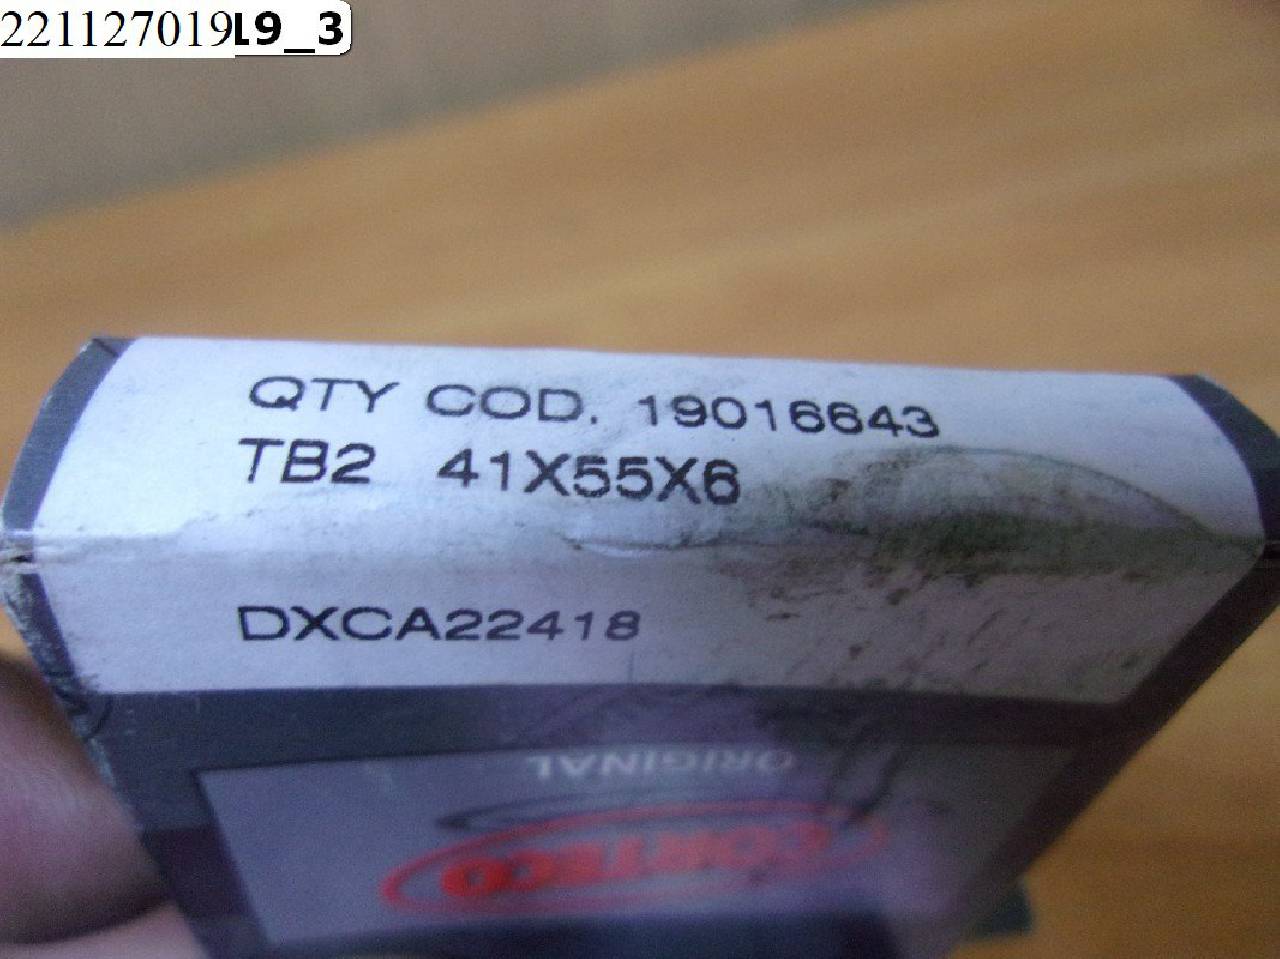 221127019L9_3
QTY COD. 19016643
TB2 41X55X6
DXCA22418
ORIGINAL
CORTECO